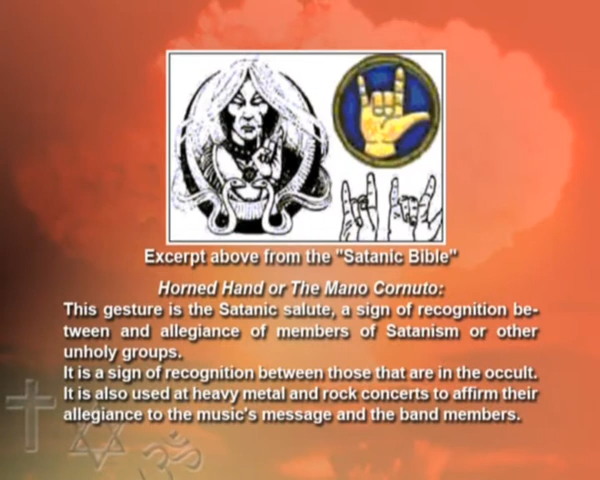 Excerpt above from the "Satanic Bible"
Horned Hand or The Mano Cornuto:
This gesture is the Satanic salute, a sign of recognition be-
tween and allegiance of members of Satanism or other
unholy groups.
It is a sign of recognition between those that are in the occult.
It is also used at heavy metal and rock concerts to affirm their
allegiance to the music's message and the band members.